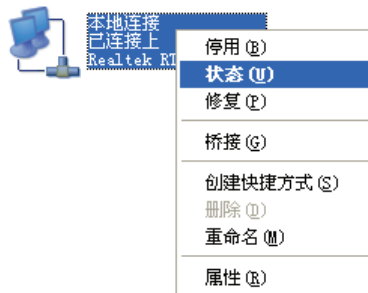 本地连接
已连接上
Realtek RT
停用(B)
状态(U)
修复(P)
桥接(G)
创建快捷方式(S)
删除(D)
重命名(M)
属性(R)